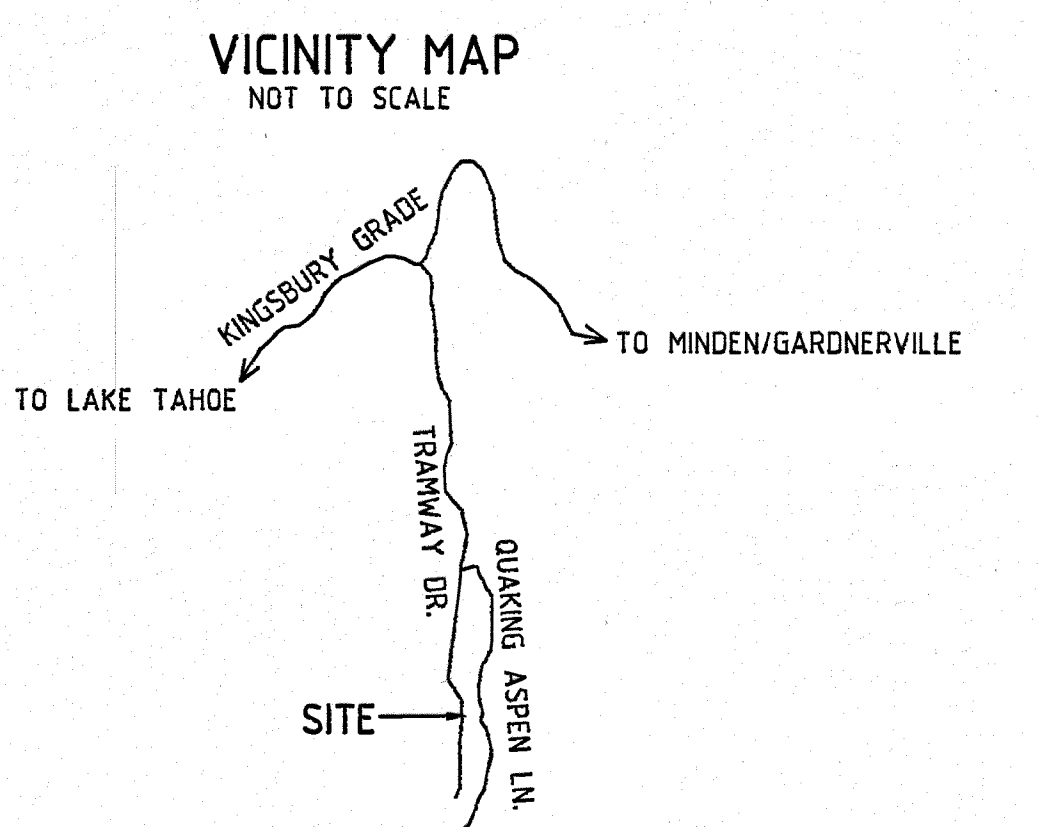 VICINITY MAP
NOT TO SCALE
KINGSBURY GRADE
TO MINDEN/GARDNERVILLE
TO LAKE TAHOE
TRAMWAY DR.
QUAKING ASPEN LN.
SITE